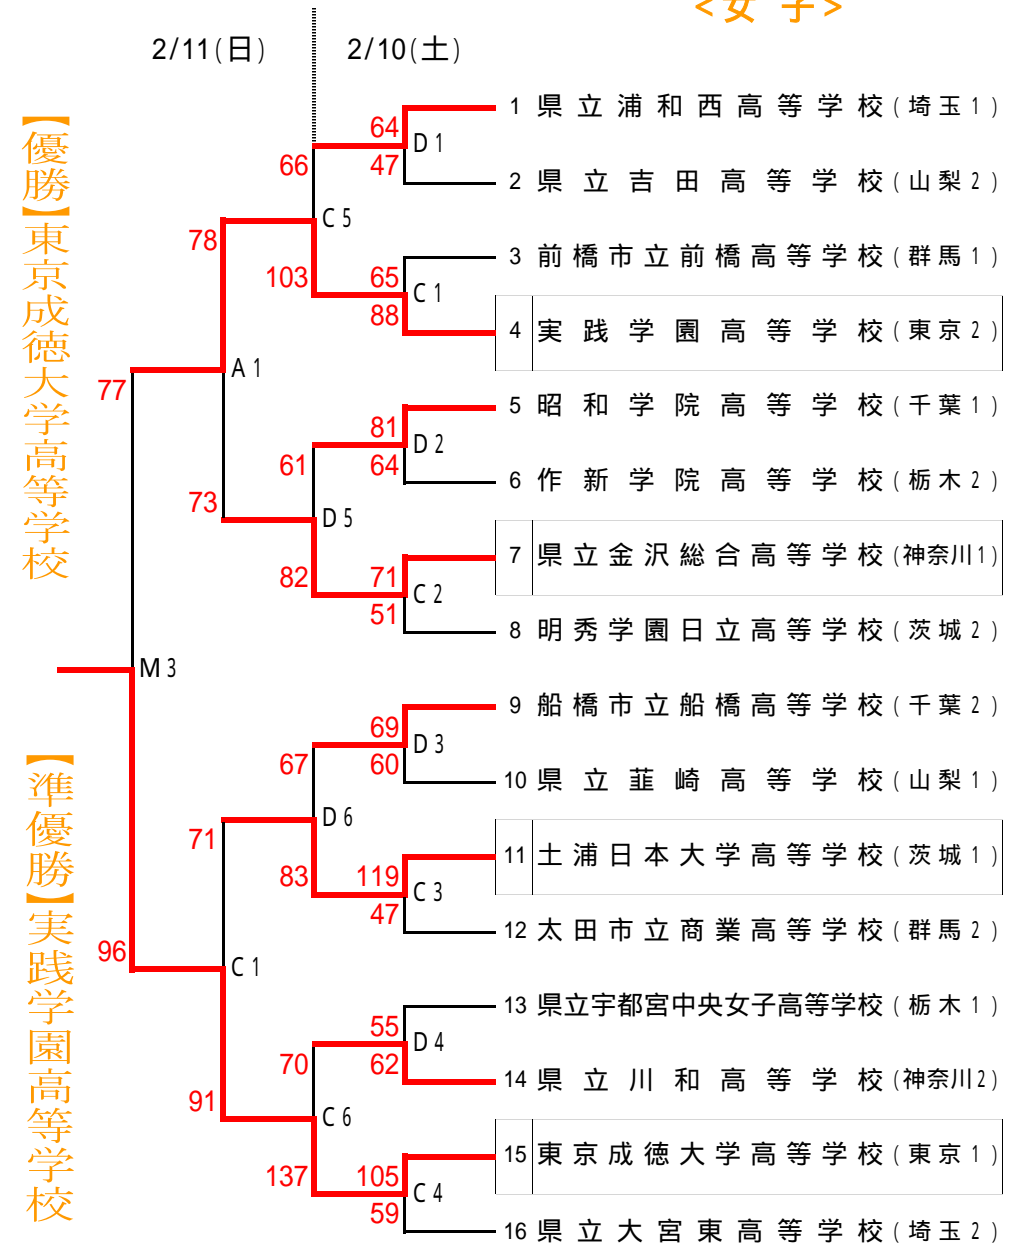 <女 子>
2/11(日)
2/10(土)
【優勝】東京成徳大学高等学校
【準優勝】実践学園高等学校
1 県立浦和西高等学校(埼玉1)
64
D1
47
2 県立吉田高等学校(山梨2)
66
C5
103
3 前橋市立前橋高等学校(群馬1)
65
C1
88
4 実践学園高等学校(東京2)
78
A1
73
5 昭和学院高等学校(千葉1)
81
D2
64
6 作新学院高等学校(栃木2)
61
D5
82
7 県立金沢総合高等学校(神奈川1)
71
C2
51
8 明秀学園日立高等学校(茨城2)
77
M3
96
9 船橋市立船橋高等学校(千葉2)
69
D3
60
10 県立韮崎高等学校(山梨1)
67
D6
83
11 土浦日本大学高等学校(茨城1)
119
C3
47
12 太田市立商業高等学校(群馬2)
71
C1
91
13 県立宇都宮中央女子高等学校(栃木1)
55
D4
62
14 県立川和高等学校(神奈川2)
70
C6
137
15 東京成徳大学高等学校(東京1)
105
C4
59
16 県立大宮東高等学校(埼玉2)